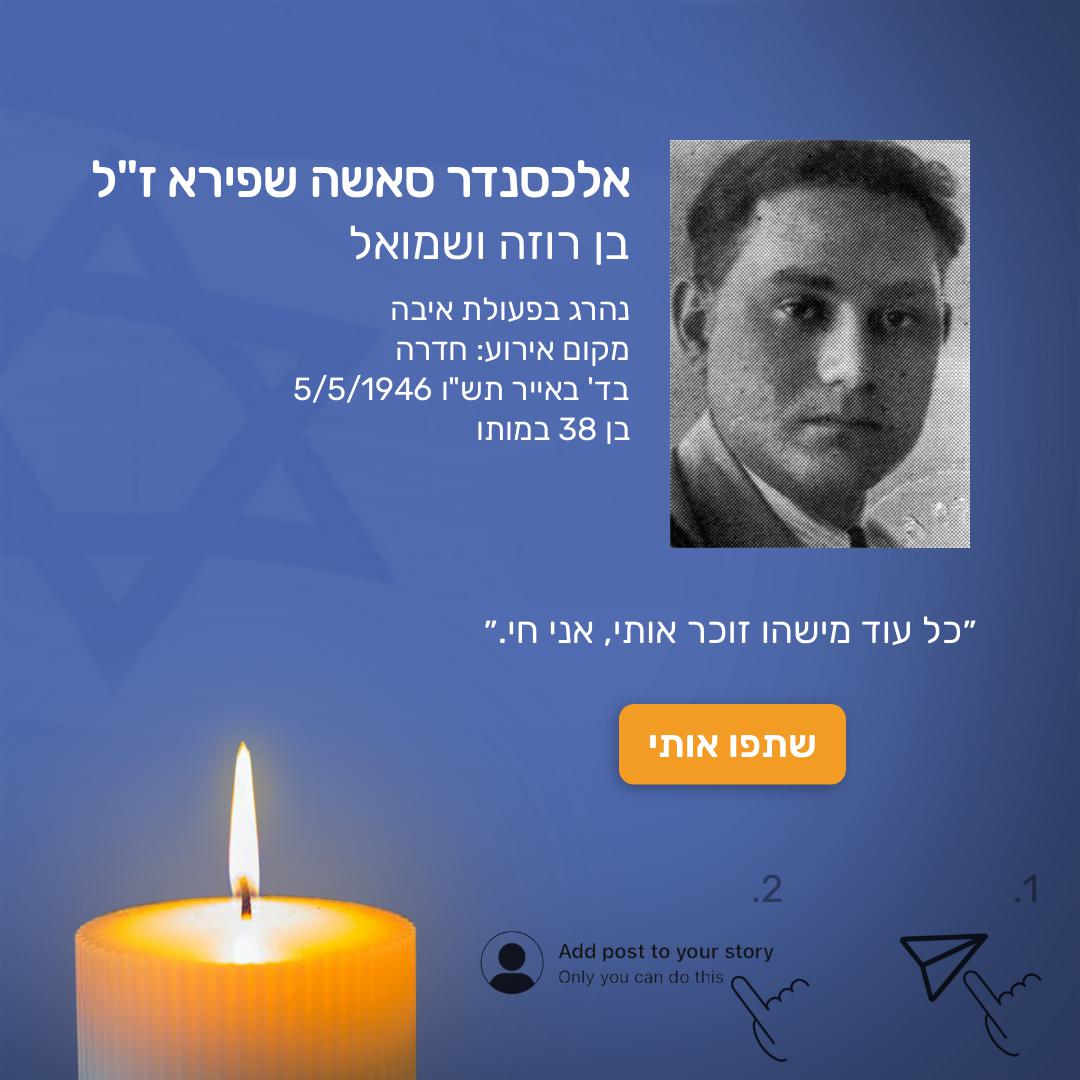 אלכסנדר סאשה שפירא ז"ל
בן רוזה ושמואל
נהרג בפעולת איבה
מקום אירוע: חדרה
בד' באייר תש"ו 5/5/1946
בן 38 במותו
״כל עוד מישהו זוכר אותי, אני חי.״
שתפו אותי
.1
.2
Add post to your story
Only you can do this